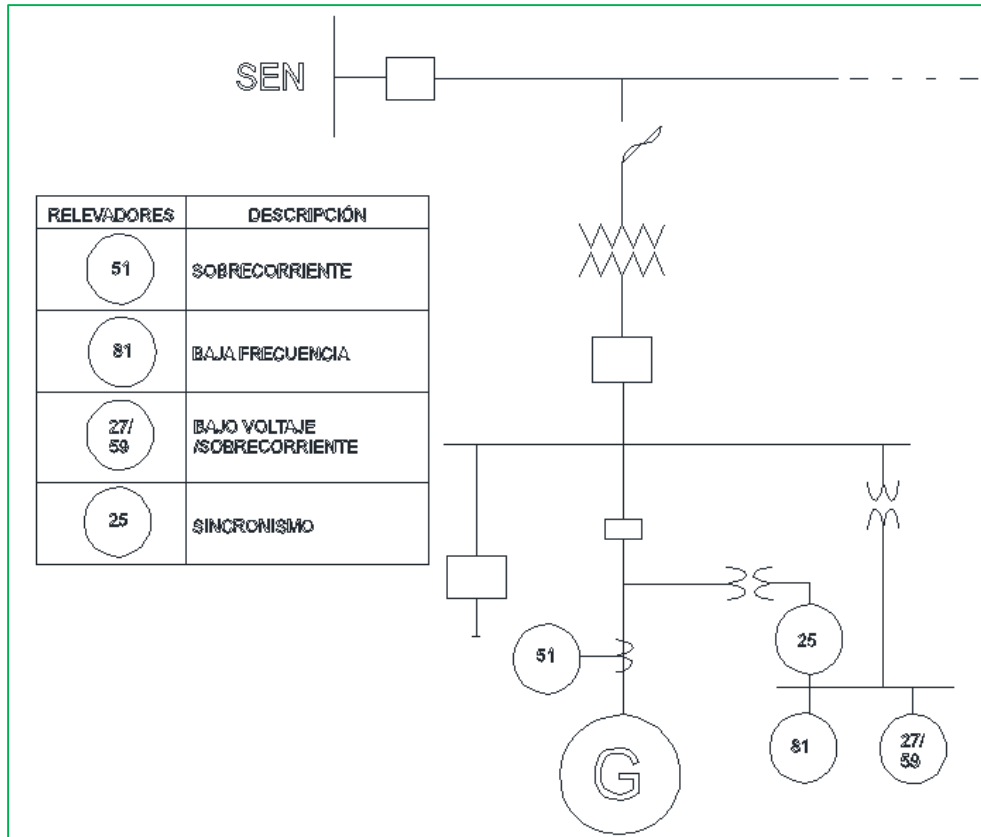 SEN
RELEVADORES DESCRIPCIÓN
51 SOBRECORRIENTE
81 BAJA FRECUENCIA
27/
59
BAJO VOLTAJE
/SOBRECORRIENTE
25 SINCRONISMO
51
25
81
27/
59
G